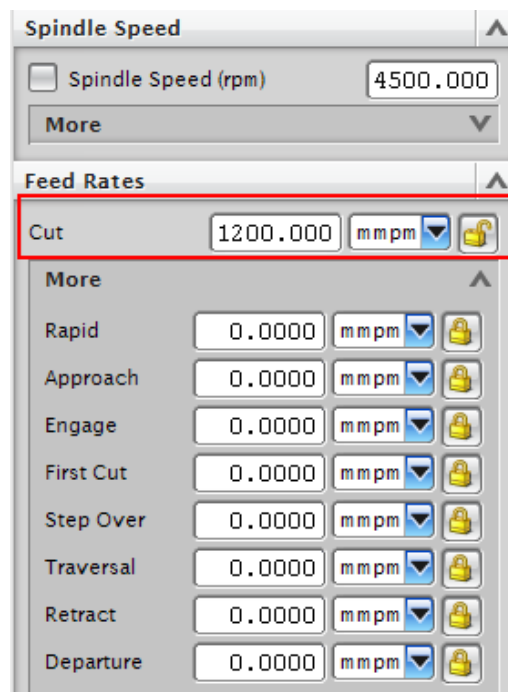 Spindle Speed
Spindle Speed (rpm) 4500.000
More
Feed Rates
Cut 1200.000 mmpm
More
Rapid 0.0000 mmpm
Approach 0.0000 mmpm
Engage 0.0000 mmpm
First Cut 0.0000 mmpm
Step Over 0.0000 mmpm
Traversal 0.0000 mmpm
Retract 0.0000 mmpm
Departure 0.0000 mmpm